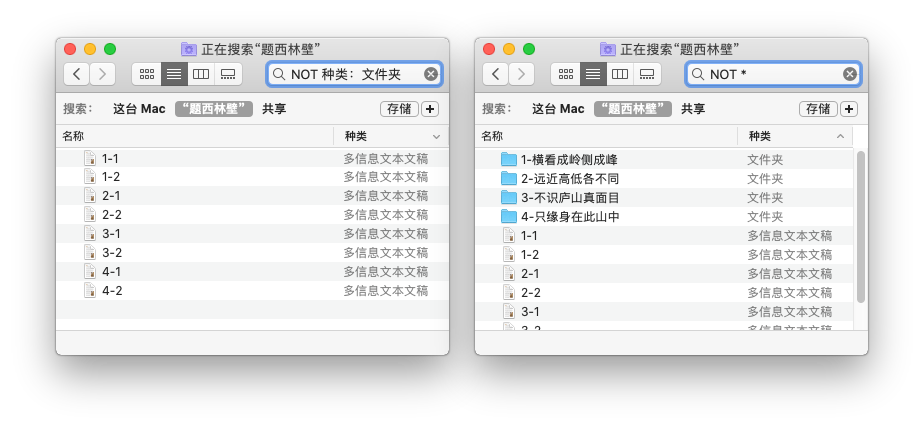 正在搜索“题西林壁”
NOT 种类：文件夹
搜索：
这台 Mac
“题西林壁”
共享
存储
+
名称
种类
1-1
多信息文本文稿
1-2
多信息文本文稿
2-1
多信息文本文稿
2-2
多信息文本文稿
3-1
多信息文本文稿
3-2
多信息文本文稿
4-1
多信息文本文稿
4-2
多信息文本文稿
正在搜索“题西林壁”
NOT *
搜索：
这台 Mac
“题西林壁”
共享
存储
+
名称
种类
1-横看成岭侧成峰
文件夹
2-远近高低各不同
文件夹
3-不识庐山真面目
文件夹
4-只缘身在此山中
文件夹
1-1
多信息文本文稿
1-2
多信息文本文稿
2-1
多信息文本文稿
2-2
多信息文本文稿
3-1
多信息文本文稿
3-2
多信息文本文稿